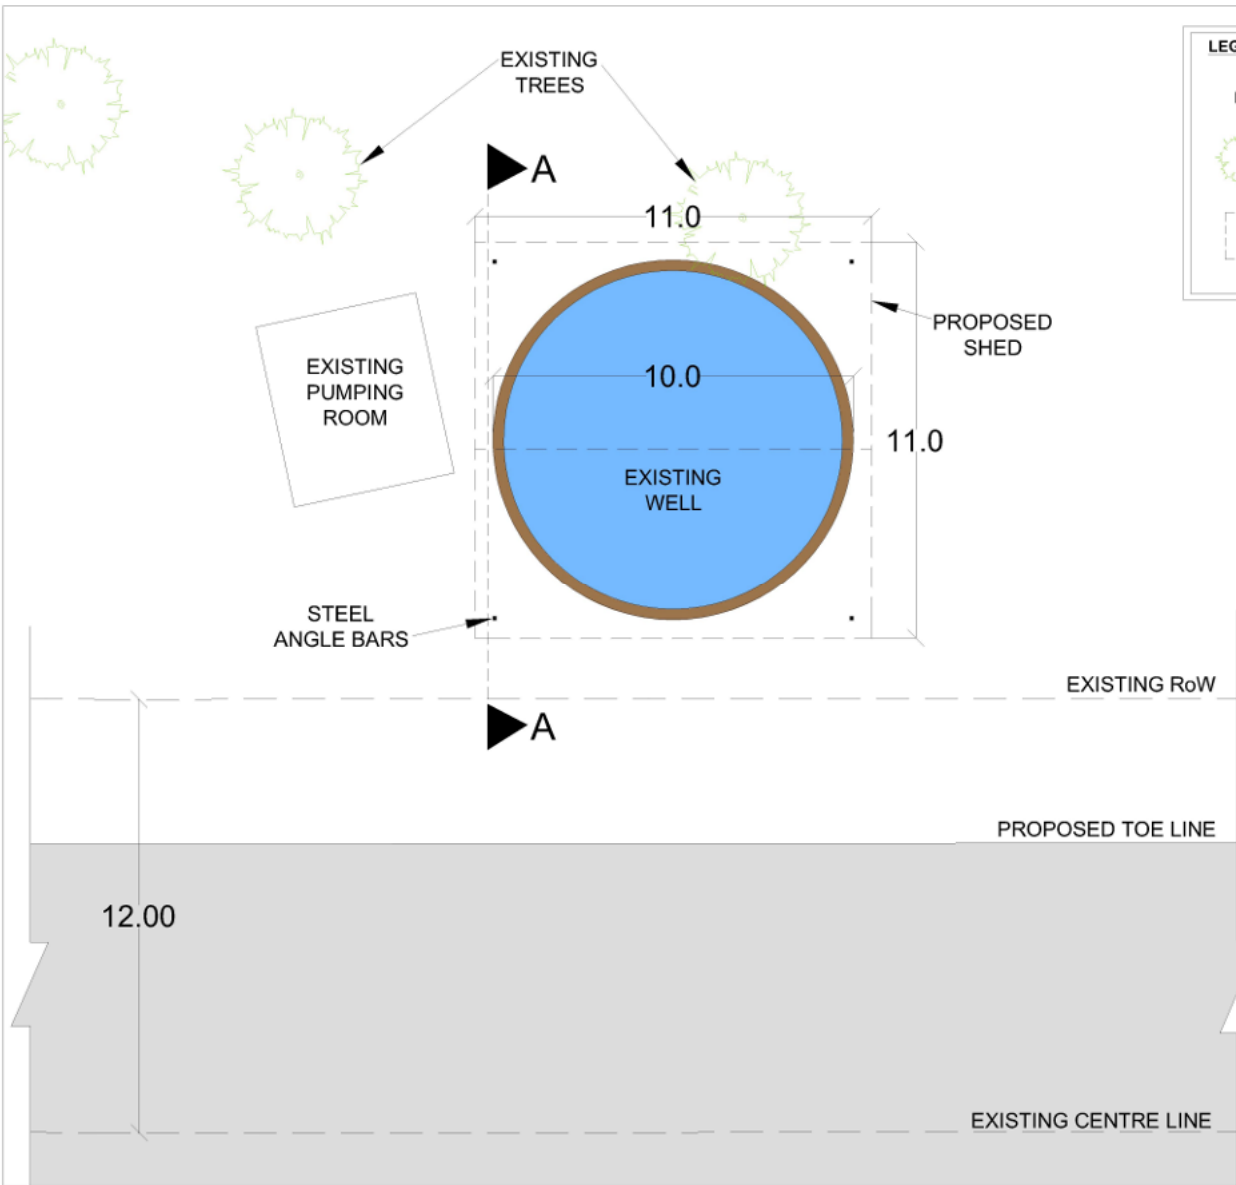 EXISTING
TREES
LEG
A
11.0
PROPOSED
SHED
EXISTING
PUMPING
ROOM
10.0
11.0
EXISTING
WELL
STEEL
ANGLE BARS
EXISTING RoW
A
PROPOSED TOE LINE
12.00
EXISTING CENTRE LINE